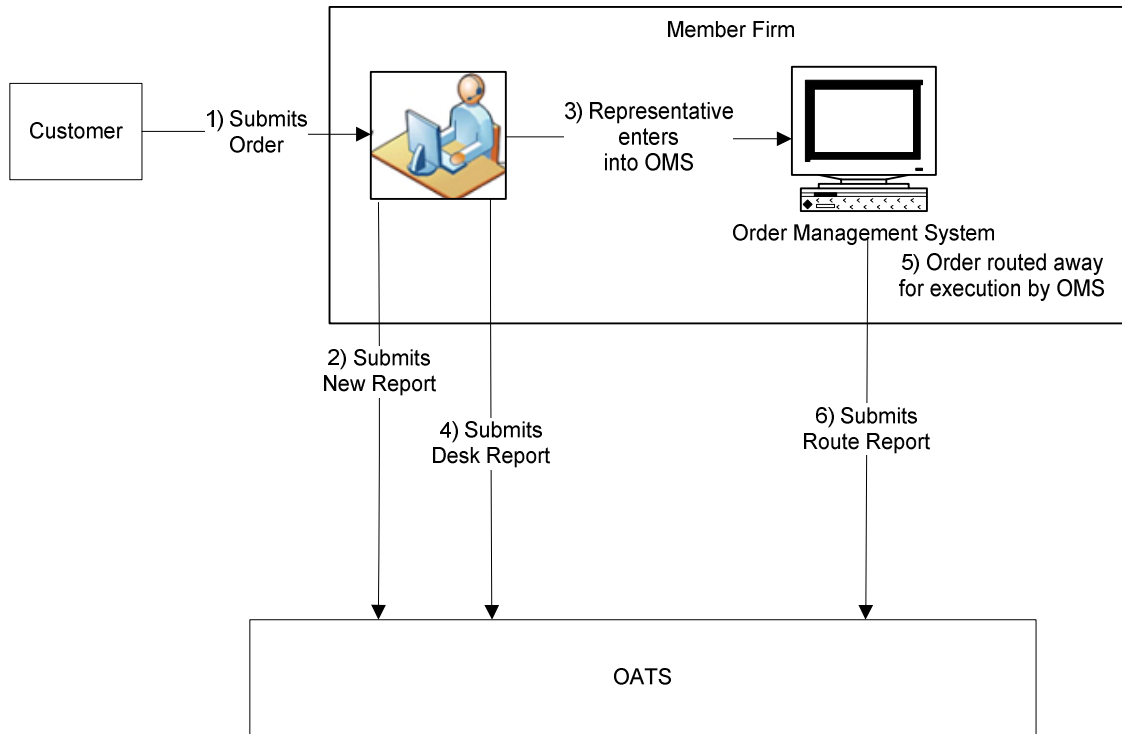 Member Firm
Customer
1) Submits
Order
3) Representative
enters
into OMS
Order Management System
5) Order routed away
for execution by OMS
2) Submits
New Report
4) Submits
Desk Report
6) Submits
Route Report
OATS